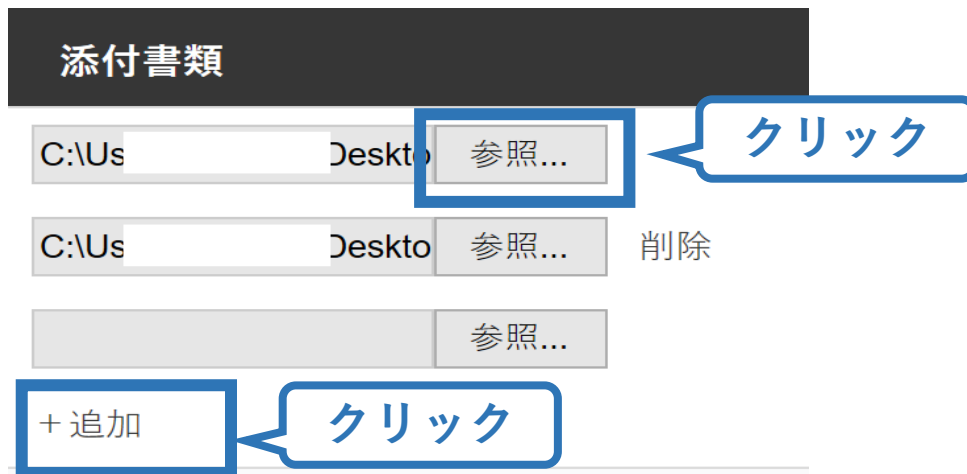 添付書類
C:\Us Deskto 参照...
クリック
C:\Us Deskto 参照... 削除
参照...
+追加
クリック